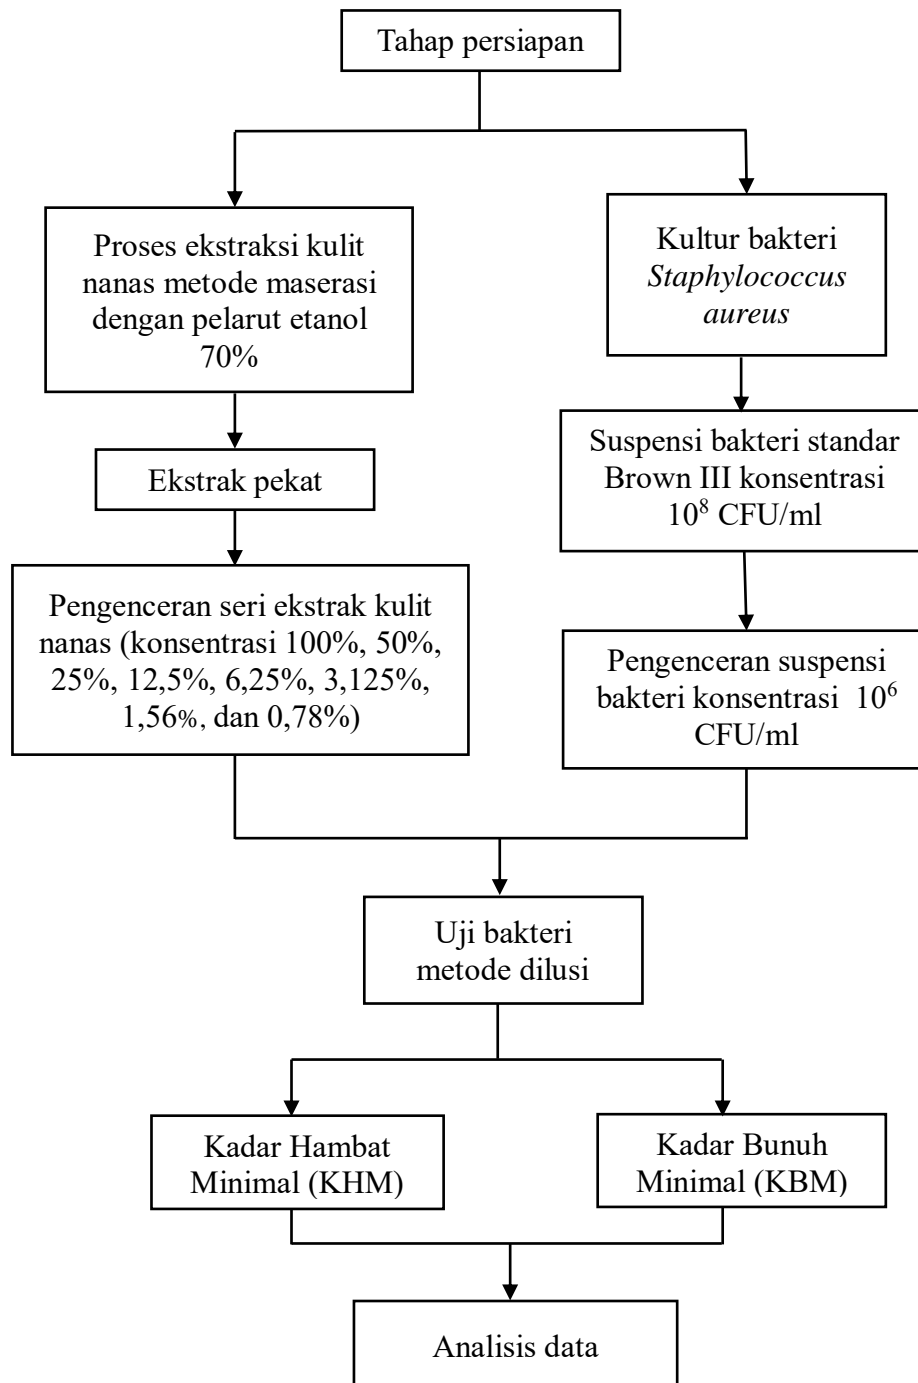 Tahap persiapan
Proses ekstraksi kulit
nanas metode maserasi
dengan pelarut etanol
70%
Kultur bakteri
Staphylococcus
aureus
Ekstrak pekat
Suspensi bakteri standar
Brown III konsentrasi
10⁸ CFU/ml
Pengenceran seri ekstrak kulit
nanas (konsentrasi 100%, 50%,
25%, 12,5%, 6,25%, 3,125%,
1,56%, dan 0,78%)
Pengenceran suspensi
bakteri konsentrasi 10⁶
CFU/ml
Uji bakteri
metode dilusi
Kadar Hambat
Minimal (KHM)
Kadar Bunuh
Minimal (KBM)
Analisis data